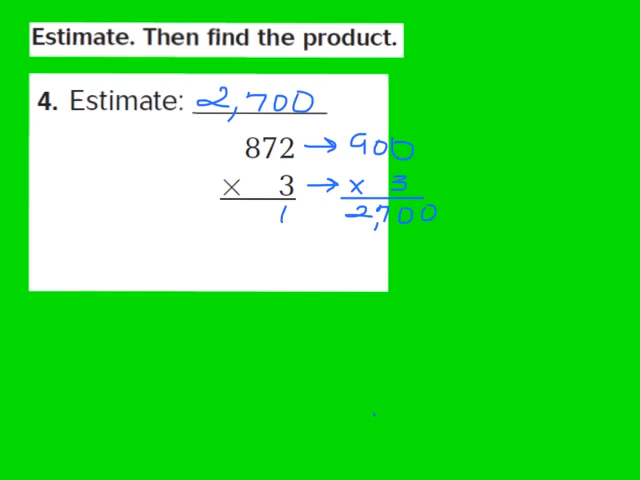 Estimate. Then find the product.
4. Estimate: 2,700
872 → 900
× 3 → x 3
1 2,700